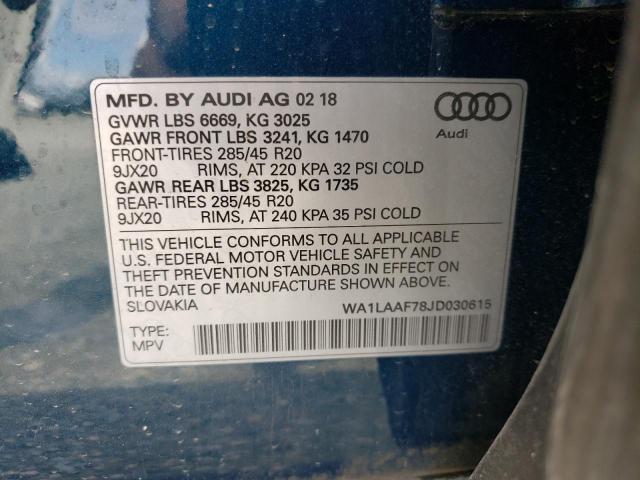 MFD. BY AUDI AG 02 18
GVWR LBS 6669, KG 3025
GAWR FRONT LBS 3241, KG 1470
FRONT-TIRES 285/45 R20
9JX20 RIMS, AT 220 KPA 32 PSI COLD
GAWR REAR LBS 3825, KG 1735
REAR-TIRES 285/45 R20
9JX20 RIMS, AT 240 KPA 35 PSI COLD
Audi
THIS VEHICLE CONFORMS TO ALL APPLICABLE
U.S. FEDERAL MOTOR VEHICLE SAFETY AND
THEFT PREVENTION STANDARDS IN EFFECT ON
THE DATE OF MANUFACTURE SHOWN ABOVE.
SLOVAKIA WA1LAAF78JD030615
TYPE:
MPV